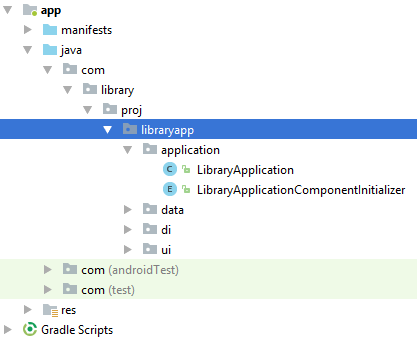 app
manifests
java
com
library
proj
libraryapp
application
C LibraryApplication
E LibraryApplicationComponentInitializer
data
di
ui
com (androidTest)
com (test)
res
Gradle Scripts